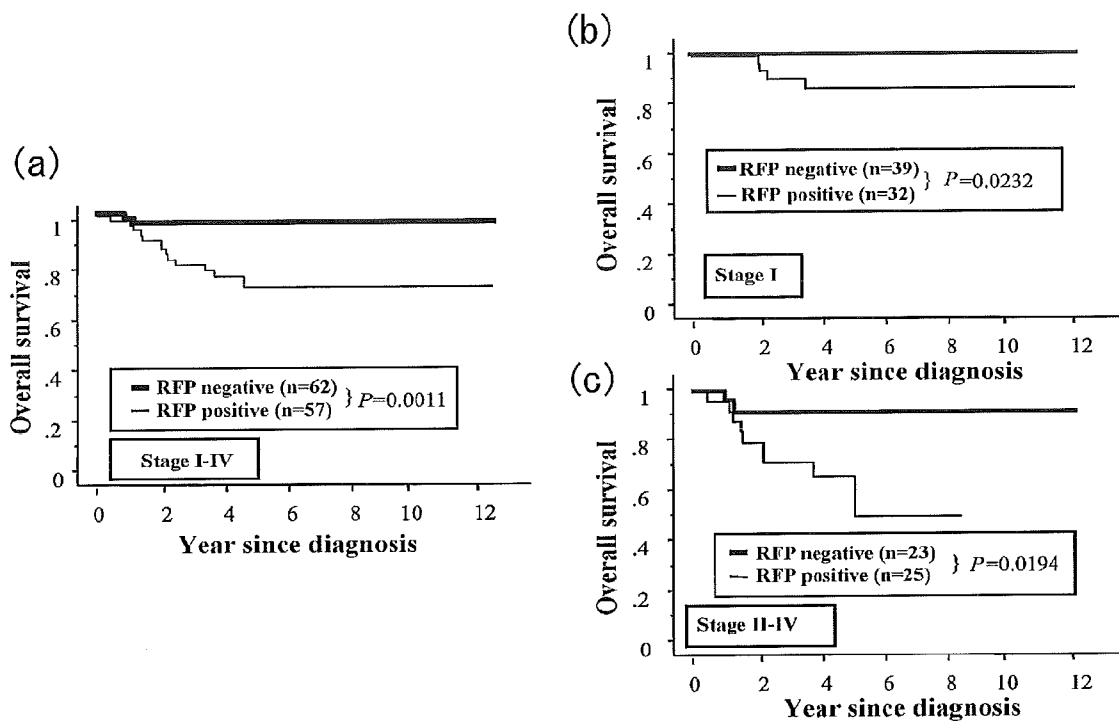 (a)
Overall survival
1
.8
.6
.4
.2
0
RFP negative (n=62)
RFP positive (n=57)
} P=0.0011
Stage I-IV
0 2 4 6 8 10 12
Year since diagnosis
(b)
Overall survival
1
.8
.6
.4
.2
0
RFP negative (n=39)
RFP positive (n=32)
} P=0.0232
Stage I
0 2 4 6 8 10 12
Year since diagnosis
(c)
Overall survival
1
.8
.6
.4
.2
0
RFP negative (n=23)
RFP positive (n=25)
} P=0.0194
Stage II-IV
0 2 4 6 8 10 12
Year since diagnosis